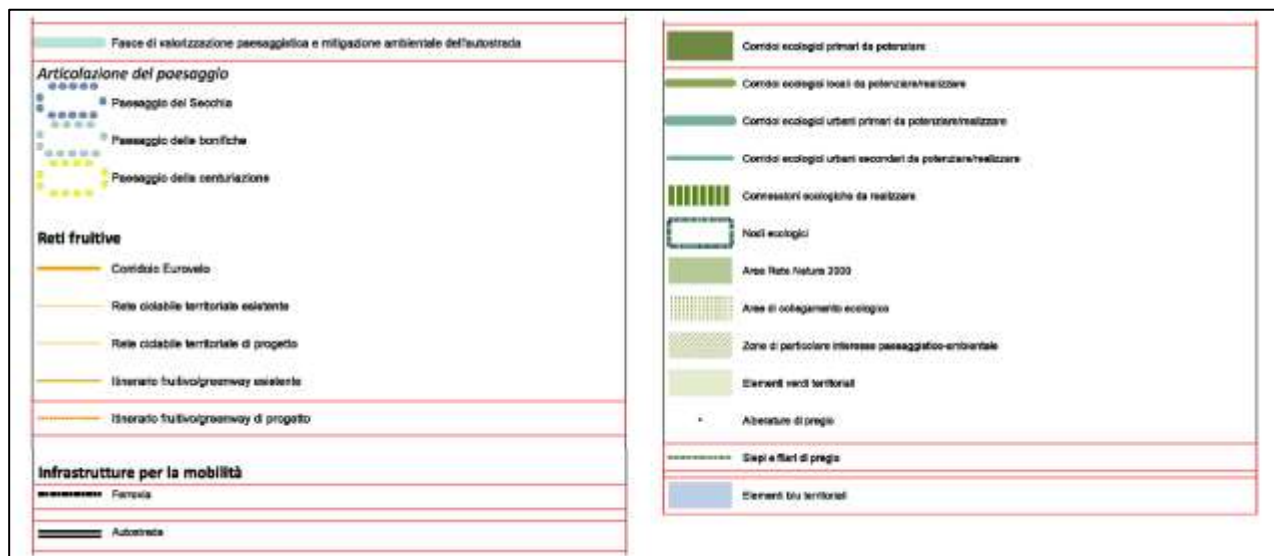 Fasce di valorizzazione paesaggistica e mitigazione ambientale dell'autostrada
Articolazione del paesaggio
Paesaggio del Secchia
Paesaggio delle bonifiche
Paesaggio della centuriazione
Reti fruitive
Corridoio Eurovelo
Rete ciclabile territoriale esistente
Rete ciclabile territoriale di progetto
Itinerario fruitivo/greenway esistente
Itinerario fruitivo/greenway di progetto
Infrastrutture per la mobilità
Ferrovia
Autostrada
Corridoi ecologici primari da potenziare
Corridoi ecologici locali da potenziare/realizzare
Corridoi ecologici urbani primari da potenziare/realizzare
Corridoi ecologici urbani secondari da potenziare/realizzare
Connessioni ecologiche da realizzare
Nodi ecologici
Aree Rete Natura 2000
Aree di collegamento ecologico
Zone di particolare interesse paesaggistico-ambientale
Elementi verdi territoriali
Alberature di pregio
Siepi e filari di pregio
Elementi blu territoriali